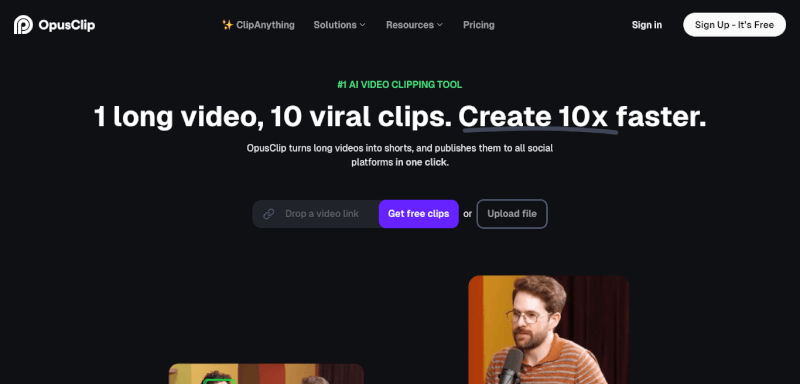 OpusClip
✨ ClipAnything
Solutions
Resources
Pricing
Sign in
Sign Up - It's Free
#1 AI VIDEO CLIPPING TOOL
1 long video, 10 viral clips. Create 10x faster.
OpusClip turns long videos into shorts, and publishes them to all social
platforms in one click.
Drop a video link
Get free clips
or
Upload file